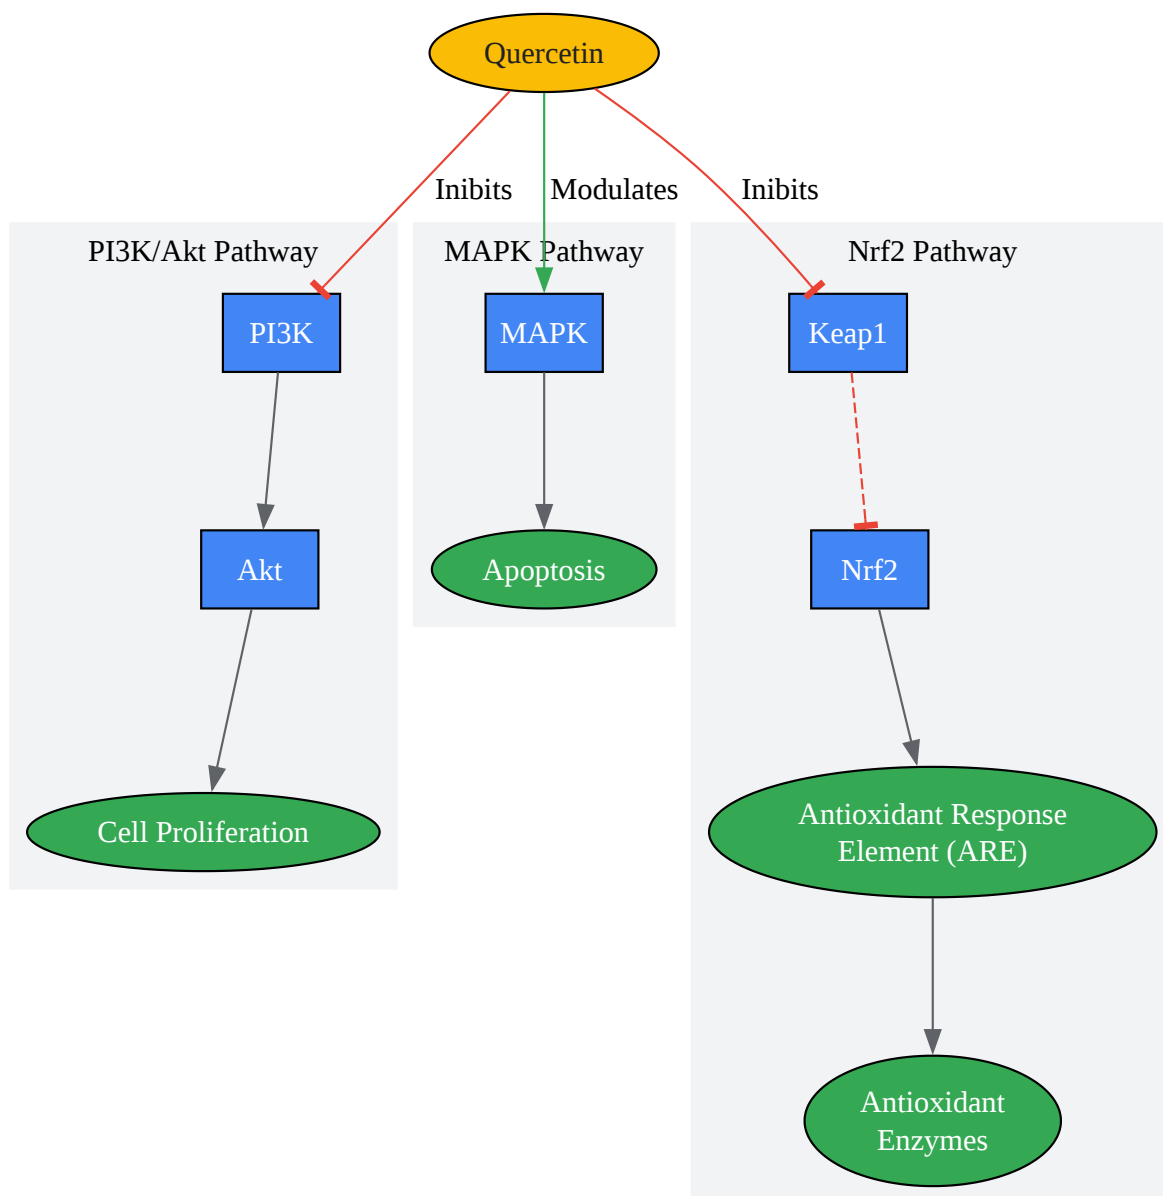 Quercetin
Inibits
Modulates
Inibits
PI3K/Akt Pathway
MAPK Pathway
Nrf2 Pathway
PI3K
MAPK
Keap1
Akt
Apoptosis
Nrf2
Cell Proliferation
Antioxidant Response
Element (ARE)
Antioxidant
Enzymes